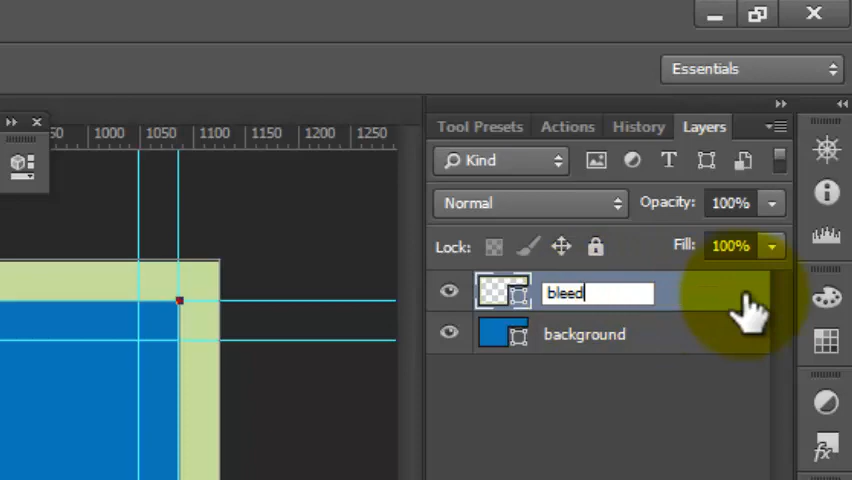 Essentials
50 1000 1050 1100 1150 1200 1250
Tool Presets Actions History Layers
Kind T
Normal Opacity: 100%
Lock: Fill: 100%
bleed
background
fx